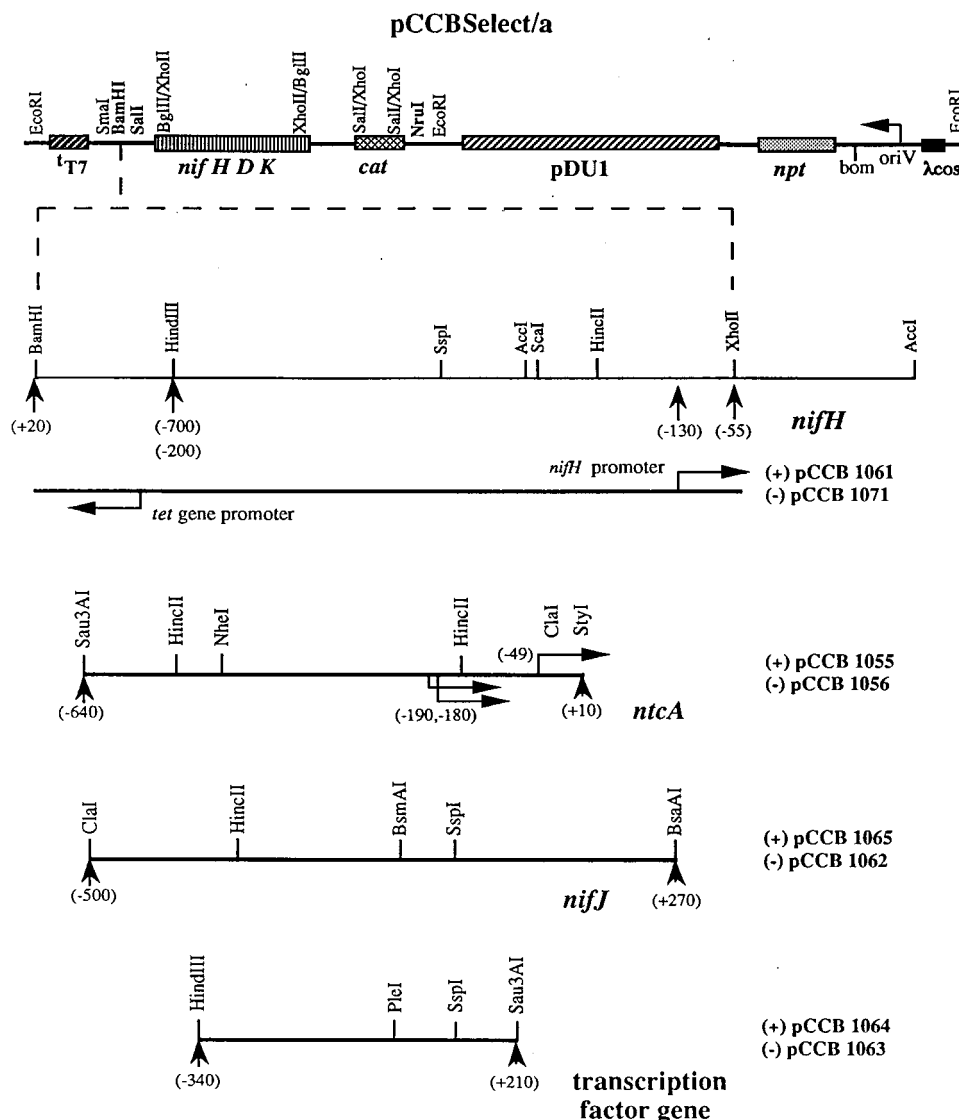 pCCBSelect/a
EcoRI
SmaI
BamHI
SalI
BglII/XhoII
XhoII/BglII
SalI/XhoI
SalI/XhoI
NruI
EcoRI
EcoRI
tT7
nif H D K
cat
pDU1
npt
bom
oriV
λcos
BamHI
HindIII
SspI
AccI
ScaI
HincII
XhoII
AccI
(+20)
(-700)
(-200)
(-130)
(-55)
nifH
nifH promoter
(+) pCCB 1061
(-) pCCB 1071
tet gene promoter
Sau3AI
HincII
NheI
HincII
ClaI
StyI
(-49)
(+) pCCB 1055
(-) pCCB 1056
(-640)
(-190,-180)
(+10)
ntcA
ClaI
HincII
BsmAI
SspI
BsaAI
(+) pCCB 1065
(-) pCCB 1062
(-500)
nifJ
(+270)
HindIII
PleI
SspI
Sau3AI
(+) pCCB 1064
(-) pCCB 1063
(-340)
(+210)
transcription
factor gene